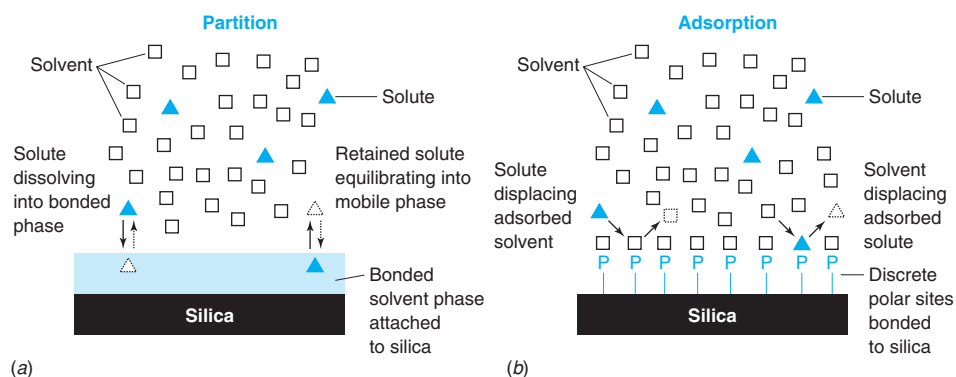 Partition
Solvent
Solute
Solute
dissolving
into bonded
phase
Retained solute
equilibrating into
mobile phase
Bonded
solvent phase
attached
to silica
Silica
(a)
Adsorption
Solvent
Solute
Solute
displacing
adsorbed
solvent
Solvent
displacing
adsorbed
solute
P P P P P P P P
Discrete
polar sites
bonded
to silica
Silica
(b)